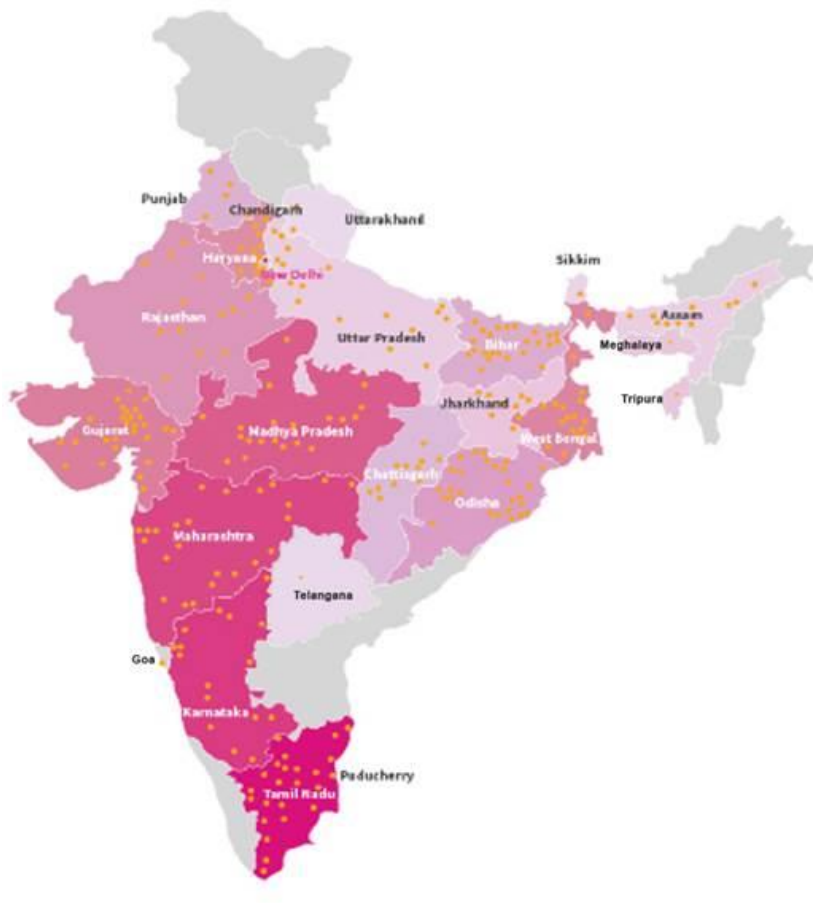 Punjab
Chandigarh
Uttarakhand
Haryana
New Delhi
Sikkim
Rajasthan
Uttar Pradesh
Bihar
Assam
Meghalaya
Tripura
Jharkhand
Gujarat
Madhya Pradesh
West Bengal
Chattisgarh
Odisha
Maharashtra
Telangana
Goa
Karnataka
Paducherry
Tamil Nadu